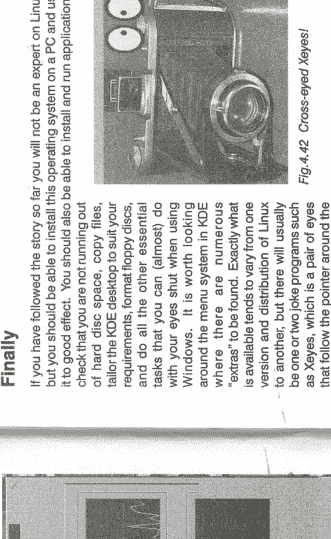 Finally
If you have followed the story so far you will not be an expert on Linux
but you should be able to install this operating system on a PC and us
it to good effect. You should also be able to install and run application
check that you are not running out
of hard disc space, copy files,
tailor the KDE desktop to suit your
requirements, format floppy discs,
and do all the other essential
tasks that you can (almost) do
with your eyes shut when using
Windows. It is worth looking
around the menu system in KDE
where there are numerous
"extras" to be found. Exactly what
is available tends to vary from one
version and distribution of Linux
to another, but there will usually
be one or two joke programs such
as Xeyes, which is a pair of eyes
that follow the pointer around the
Fig.4.42 Cross-eyed Xeyes!